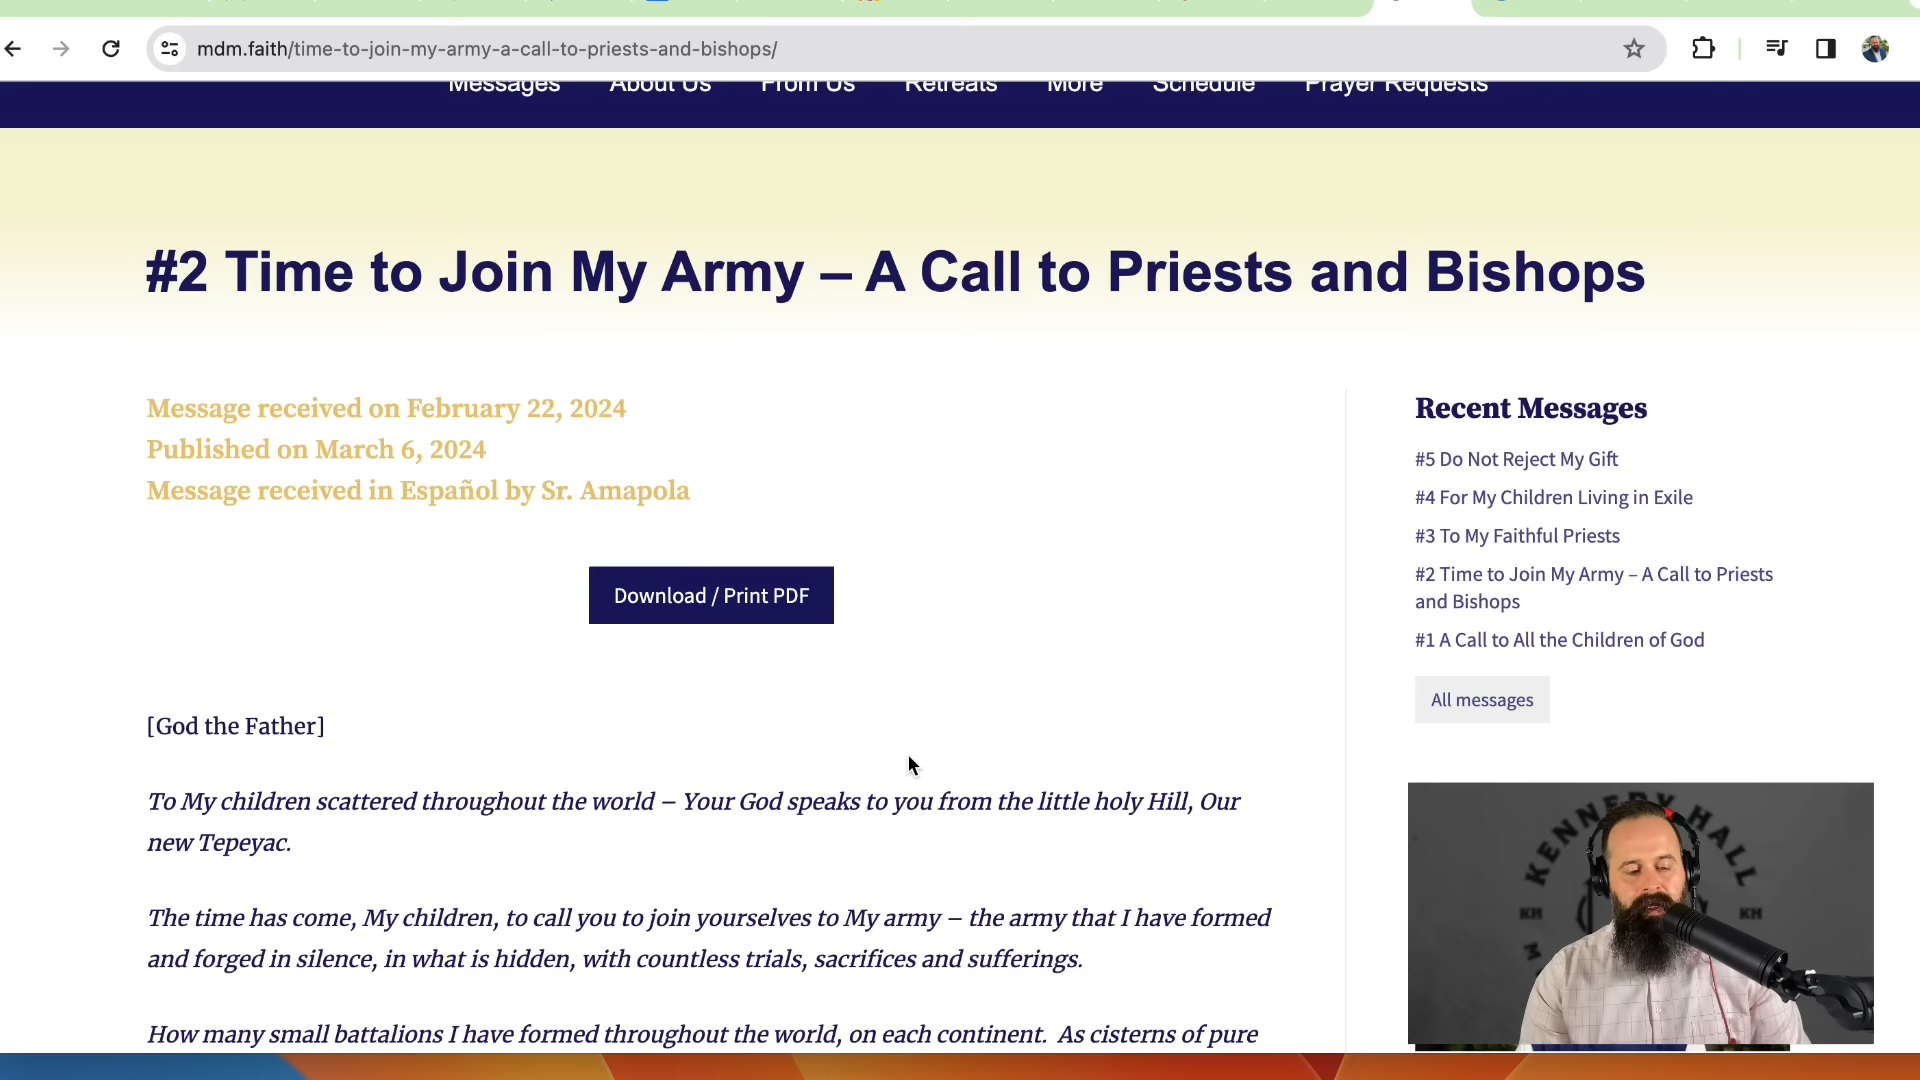 mdm.faith/time-to-join-my-army-a-call-to-priests-and-bishops/
Messages About Us From Us Retreats More Schedule Prayer Requests
#2 Time to Join My Army – A Call to Priests and Bishops
Message received on February 22, 2024
Published on March 6, 2024
Message received in Español by Sr. Amapola
Download / Print PDF
[God the Father]
To My children scattered throughout the world – Your God speaks to you from the little holy Hill, Our
new Tepeyac.
The time has come, My children, to call you to join yourselves to My army – the army that I have formed
and forged in silence, in what is hidden, with countless trials, sacrifices and sufferings.
How many small battalions I have formed throughout the world, on each continent.  As cisterns of pure
Recent Messages
#5 Do Not Reject My Gift
#4 For My Children Living in Exile
#3 To My Faithful Priests
#2 Time to Join My Army – A Call to Priests
and Bishops
#1 A Call to All the Children of God
All messages
KENNEDY HALL
KH KH
M